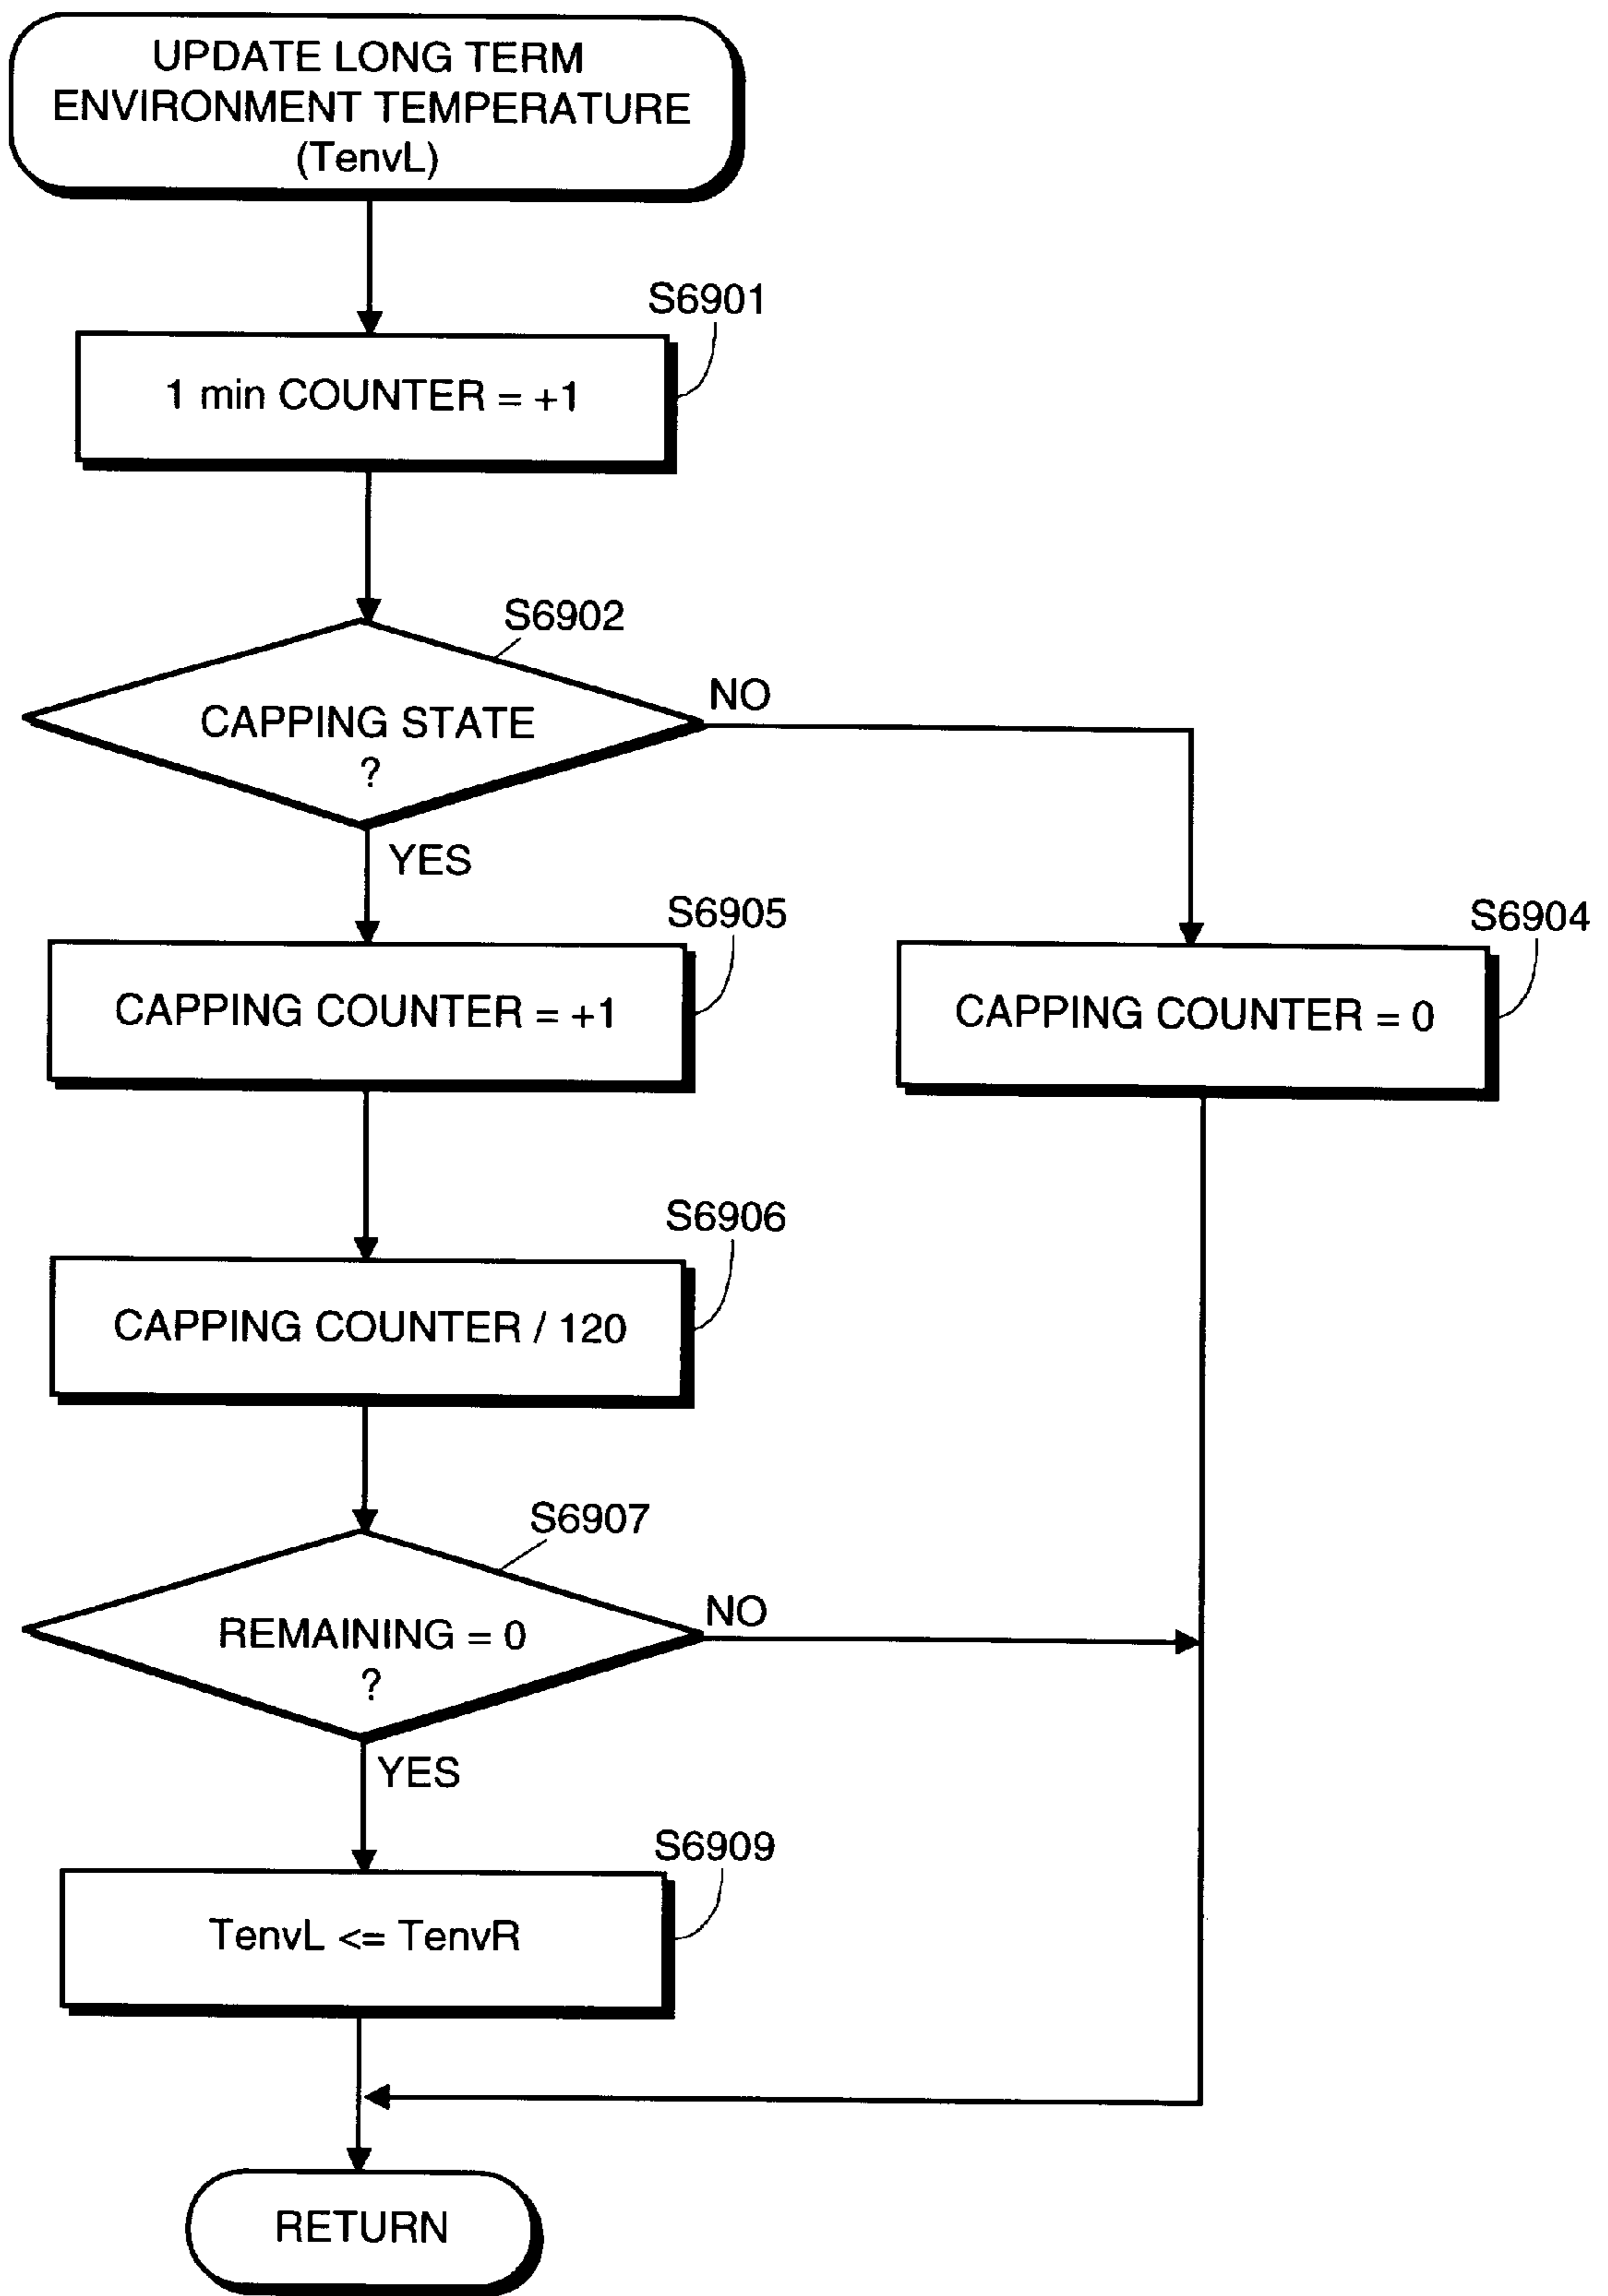 UPDATE LONG TERM
ENVIRONMENT TEMPERATURE
(TenvL)
S6901
1 min COUNTER = +1
S6902
CAPPING STATE
?
NO
YES
S6905
CAPPING COUNTER = +1
S6904
CAPPING COUNTER = 0
S6906
CAPPING COUNTER / 120
S6907
REMAINING = 0
?
NO
YES
S6909
TenvL <= TenvR
RETURN